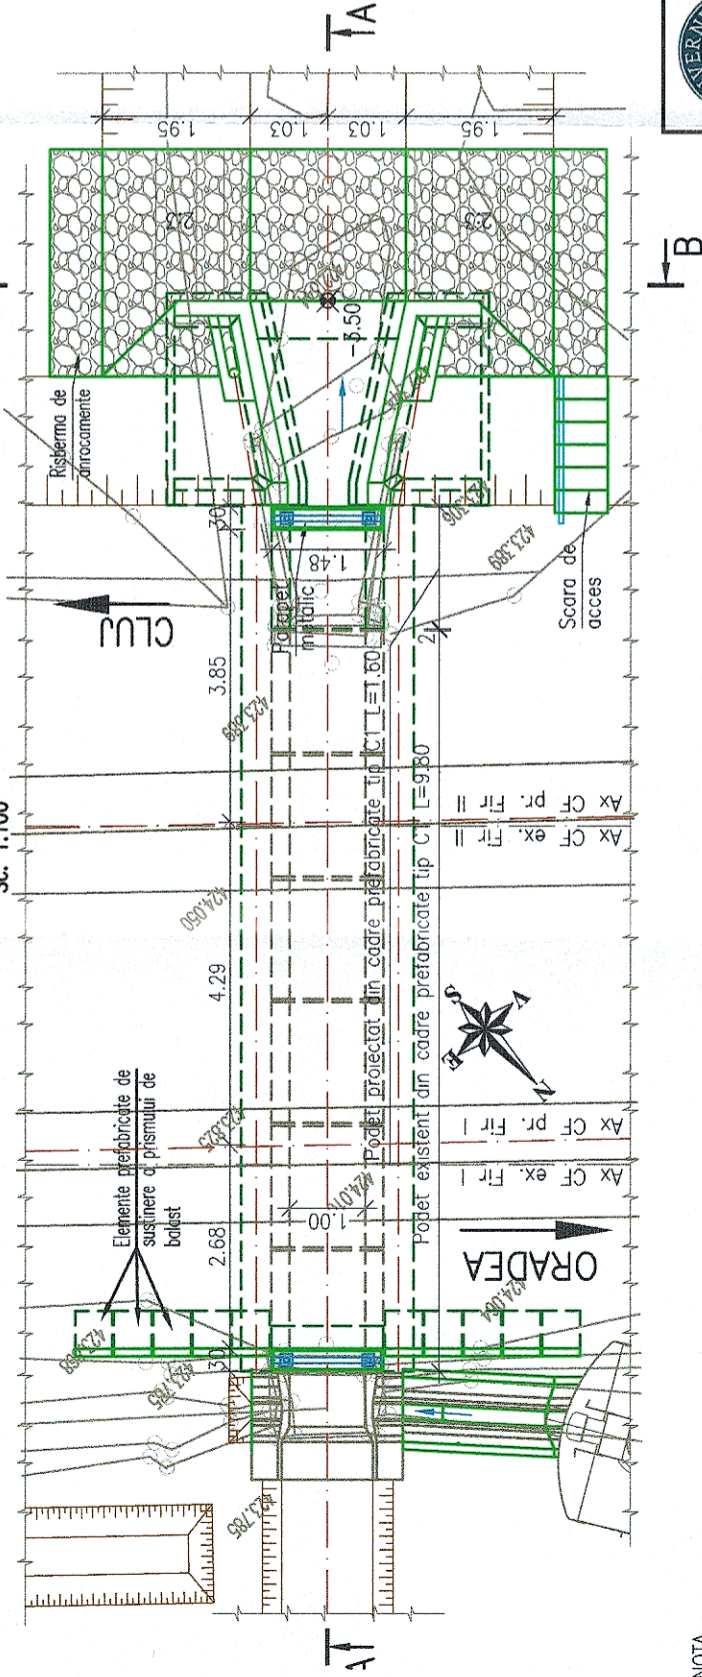 A
VERN
1.95
1.03
1.03
1.95
2:3
2:3
B
-3.50
Risberma de
anrocamente
30
1.48
423.306
423.389
Scara de
acces
CLUJ
Parapet
metalic
3.85
2
423.389
Podet proiectat din cadre prefabricate tip C1 L=1.60
Podet existent din cadre prefabricate tip C1 L=9.80
Sc. 1:100
Ax CF pr. Fir II
Ax CF ex. Fir II
424.050
4.29
S
E
V
N
Elemente prefabricate de
sustinere a prismului de
balast
423.825
Ax CF pr. Fir I
Ax CF ex. Fir I
1.00
2.68
ORADEA
424.064
30
423.785
423.785
A
NOTA